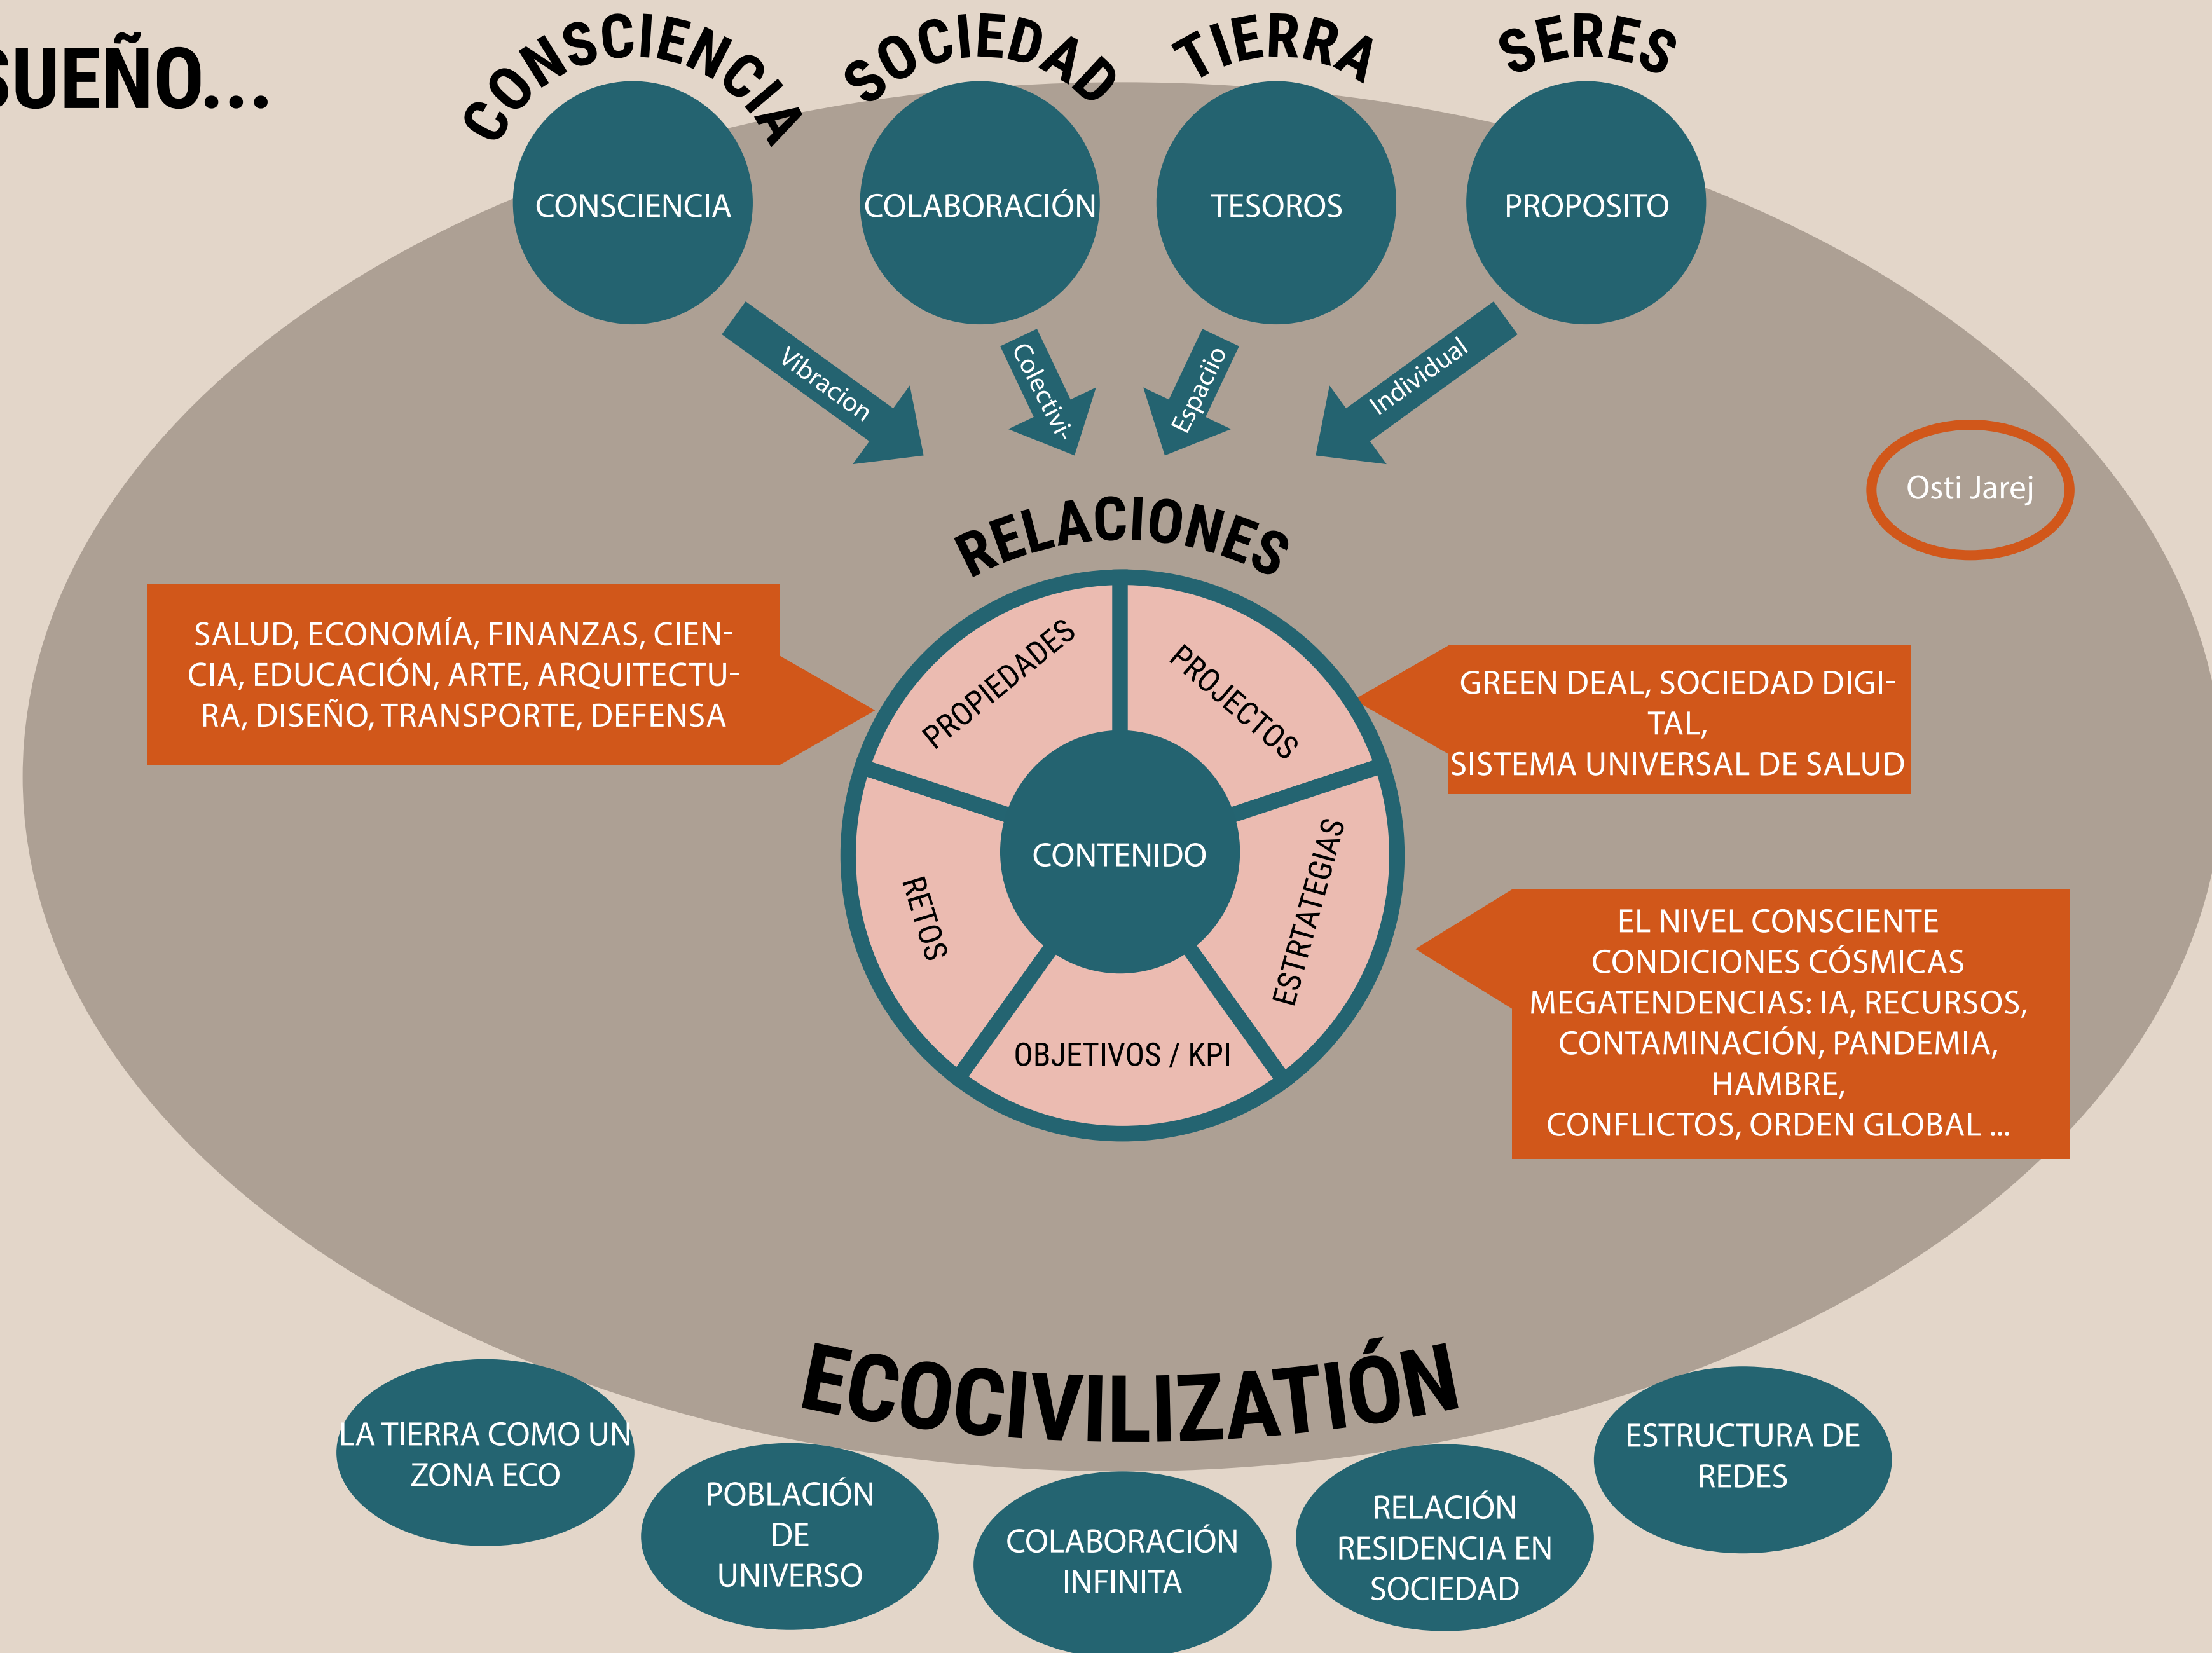 SUEÑO...
CONSCIENCIA
SOCIEDAD
TIERRA
SERES
CONSCIENCIA
COLABORACIÓN
TESOROS
PROPOSITO
Vibracion
Colectivi-
Espaciio
Individual
Osti Jarej
RELACIONES
SALUD, ECONOMÍA, FINANZAS, CIEN-
CIA, EDUCACIÓN, ARTE, ARQUITECTU-
RA, DISEÑO, TRANSPORTE, DEFENSA
PROPIEDADES
PROJECTOS
GREEN DEAL, SOCIEDAD DIGI-
TAL,
SISTEMA UNIVERSAL DE SALUD
CONTENIDO
RETOS
ESTRTATEGIAS
OBJETIVOS / KPI
EL NIVEL CONSCIENTE
CONDICIONES CÓSMICAS
MEGATENDENCIAS: IA, RECURSOS,
CONTAMINACIÓN, PANDEMIA,
HAMBRE,
CONFLICTOS, ORDEN GLOBAL ...
ECOCIVILIZATIÓN
LA TIERRA COMO UN
ZONA ECO
POBLACIÓN
DE
UNIVERSO
COLABORACIÓN
INFINITA
RELACIÓN
RESIDENCIA EN
SOCIEDAD
ESTRUCTURA DE
REDES